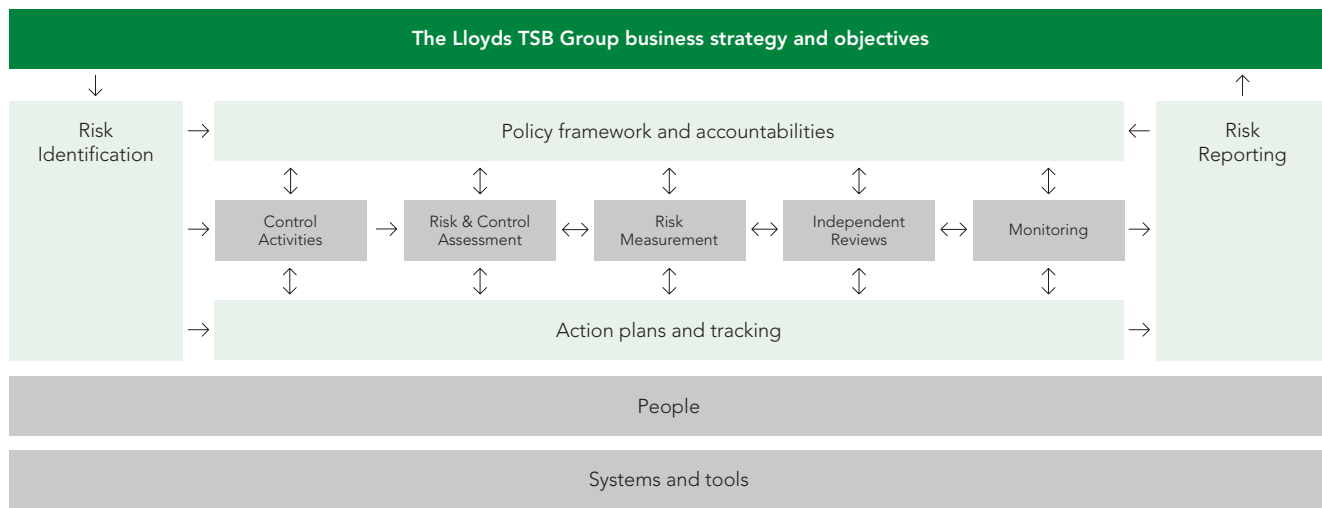 The Lloyds TSB Group business strategy and objectives
Risk
Identification
Policy framework and accountabilities
Risk
Reporting
Control
Activities
Risk & Control
Assessment
Risk
Measurement
Independent
Reviews
Monitoring
Action plans and tracking
People
Systems and tools